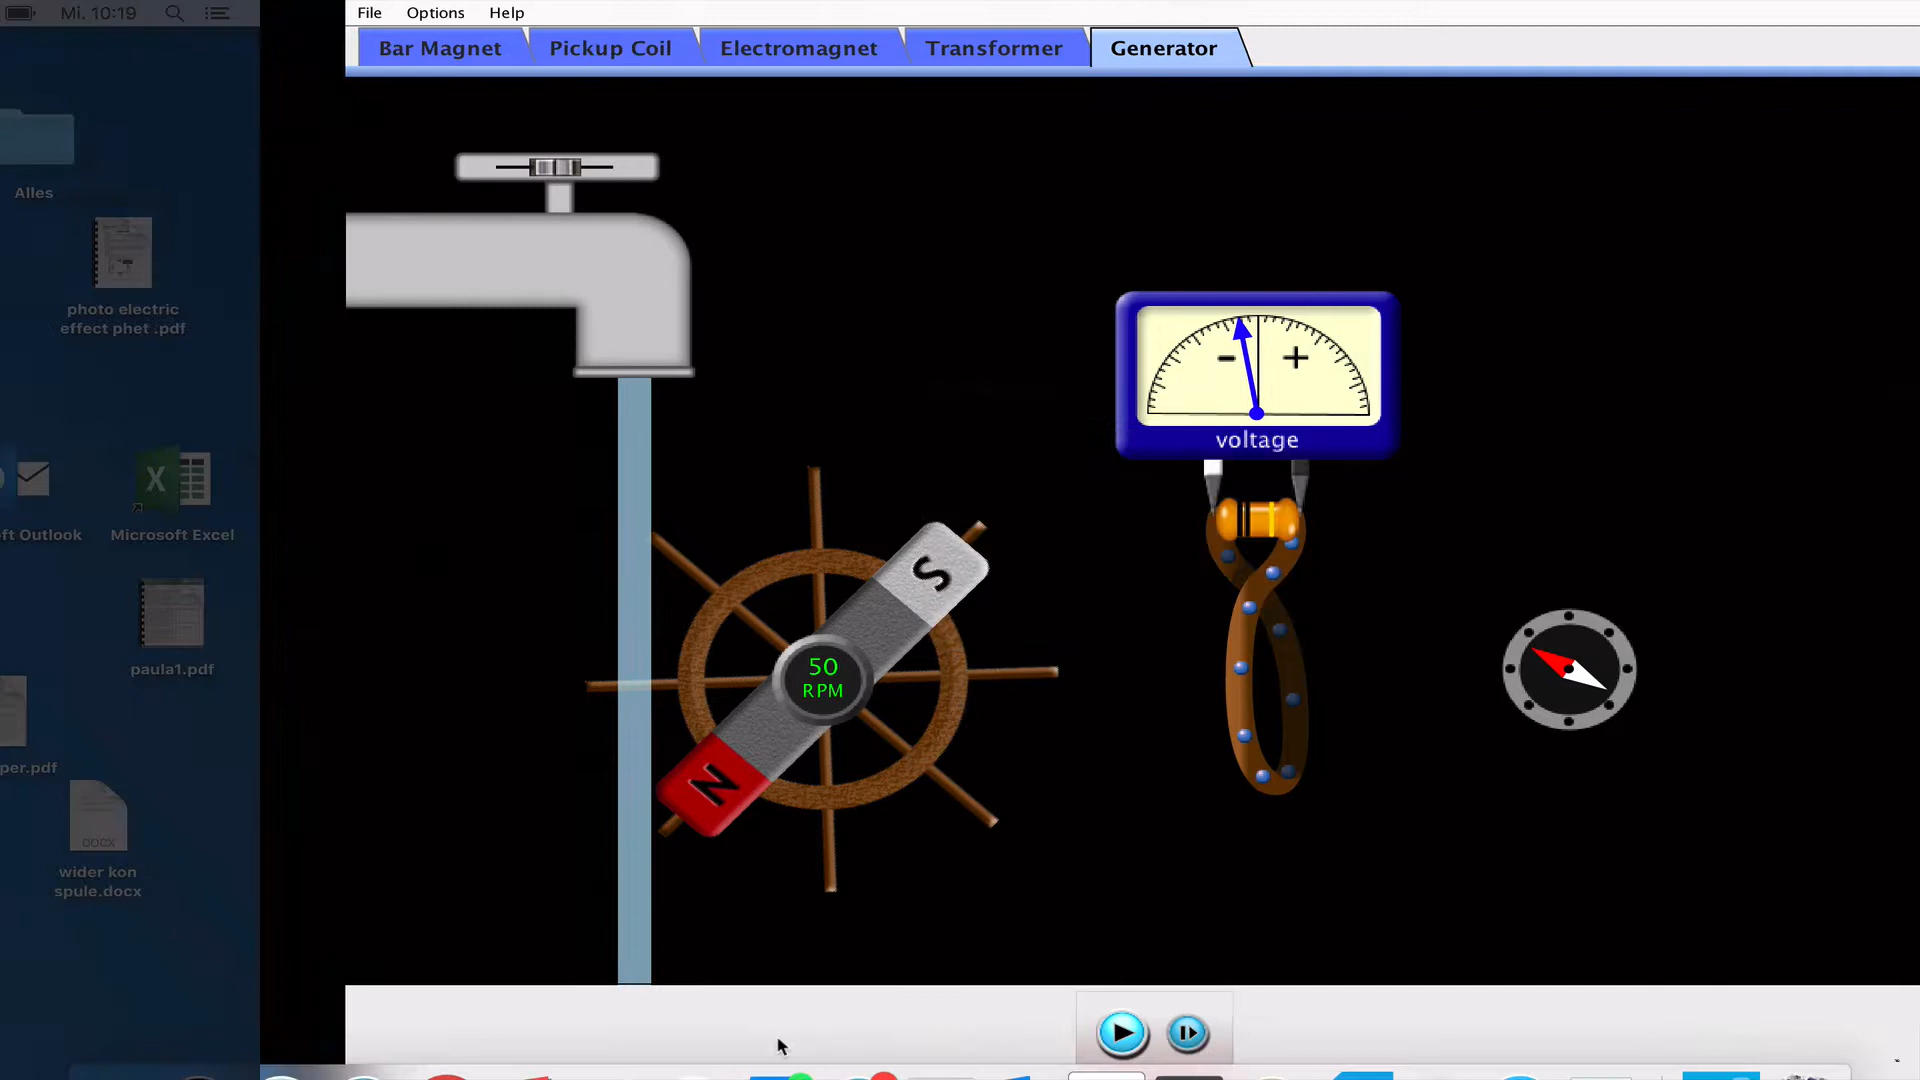 Mi. 10:19
File Options Help
Bar Magnet Pickup Coil Electromagnet Transformer Generator
Alles
photo electric
effect phet .pdf
- +
voltage
X
ft Outlook
Microsoft Excel
S
50
RPM
N
paula1.pdf
per.pdf
DOCX
wider kon
spule.docx